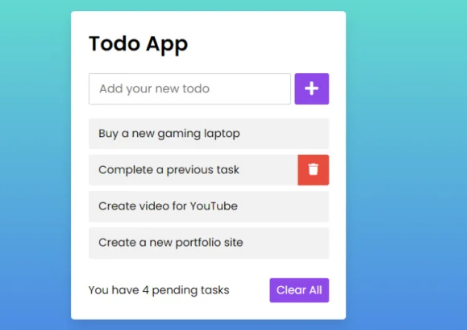 Todo App
Add your new todo
Buy a new gaming laptop
Complete a previous task
Create video for YouTube
Create a new portfolio site
You have 4 pending tasks
Clear All